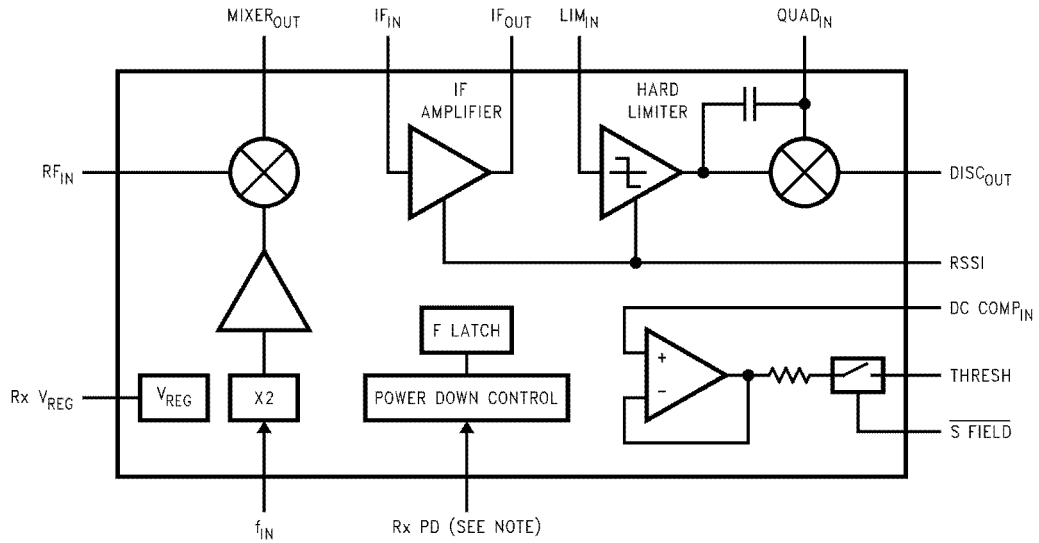 MIXER_OUT IF_IN IF_OUT LIM_IN QUAD_IN
IF
AMPLIFIER
HARD
LIMITER
RF_IN
DISC_OUT
RSSI
DC COMP_IN
F LATCH
+
−
THRESH
Rx V_REG
V_REG
X2
POWER DOWN CONTROL
S FIELD
f_IN
Rx PD (SEE NOTE)